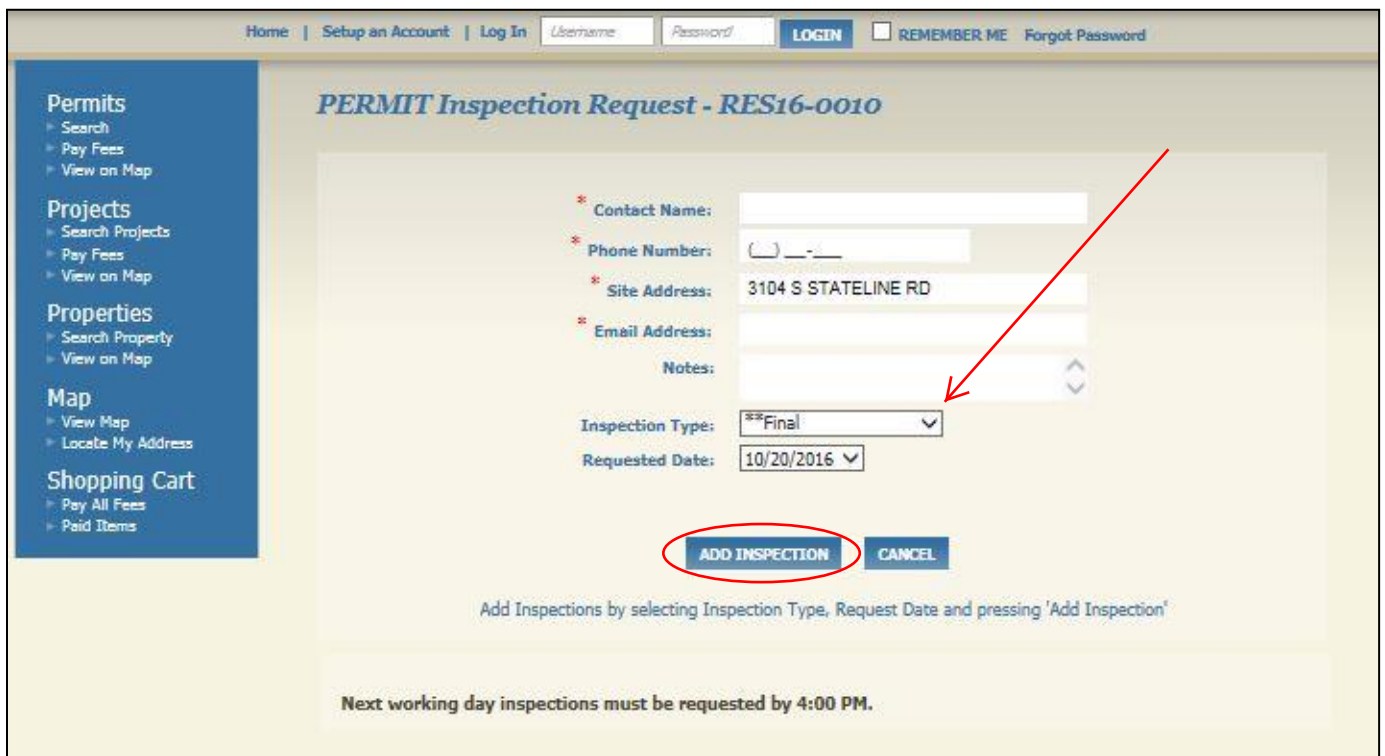 Home | Setup an Account | Log In Username Password LOGIN REMEMBER ME Forgot Password
Permits
Search
Pay Fees
View on Map
Projects
Search Projects
Pay Fees
View on Map
Properties
Search Property
View on Map
Map
View Map
Locate My Address
Shopping Cart
Pay All Fees
Paid Items
PERMIT Inspection Request - RES16-0010
* Contact Name:
* Phone Number: (__) __-___
* Site Address: 3104 S STATELINE RD
* Email Address:
Notes:
Inspection Type: **Final
Requested Date: 10/20/2016
ADD INSPECTION CANCEL
Add Inspections by selecting Inspection Type, Request Date and pressing 'Add Inspection'
Next working day inspections must be requested by 4:00 PM.